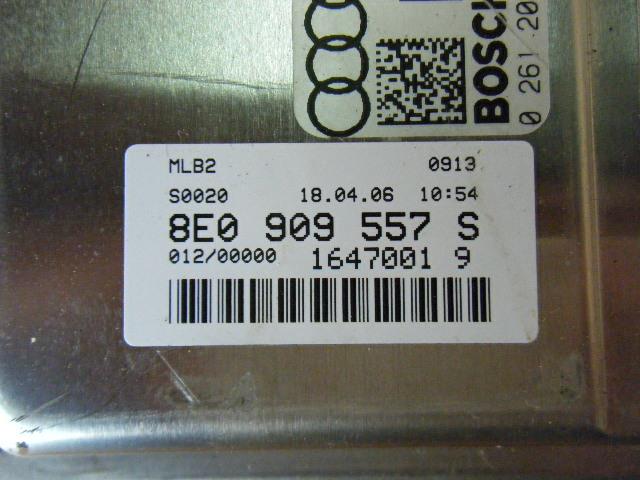 BOSCH
0 261 20
MLB2 0913
S0020 18.04.06 10:54
8E0 909 557 S
012/00000 1647001 9